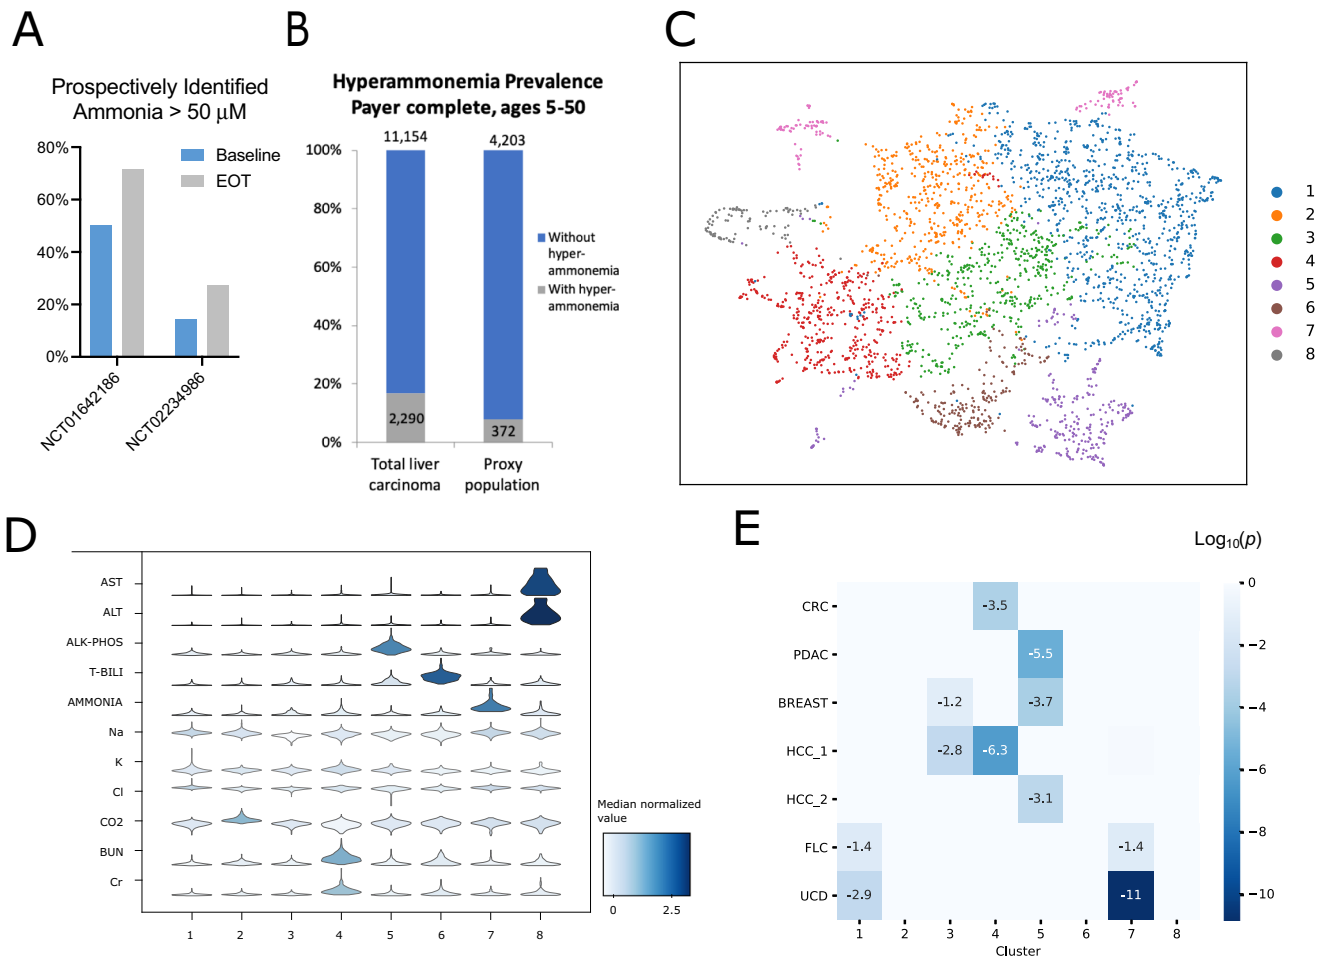 A
Prospectively Identified
Ammonia > 50 μM
80%
60%
40%
20%
0%
Baseline
EOT
NCT01642186
NCT02234986
B
Hyperammonemia Prevalence
Payer complete, ages 5-50
11,154
4,203
100%
80%
60%
40%
20%
0%
2,290
372
Without
hyper-
ammonemia
With hyper-
ammonemia
Total liver
carcinoma
Proxy
population
C
1
2
3
4
5
6
7
8
D
AST
ALT
ALK-PHOS
T-BILI
AMMONIA
Na
K
Cl
CO2
BUN
Cr
1
2
3
4
5
6
7
8
Median normalized
value
0
2.5
E
Log10(p)
CRC
PDAC
BREAST
HCC_1
HCC_2
FLC
UCD
-3.5
-5.5
-1.2
-3.7
-2.8
-6.3
-3.1
-1.4
-1.4
-2.9
-11
1
2
3
4
5
6
7
8
Cluster
0
−2
−4
−6
−8
−10